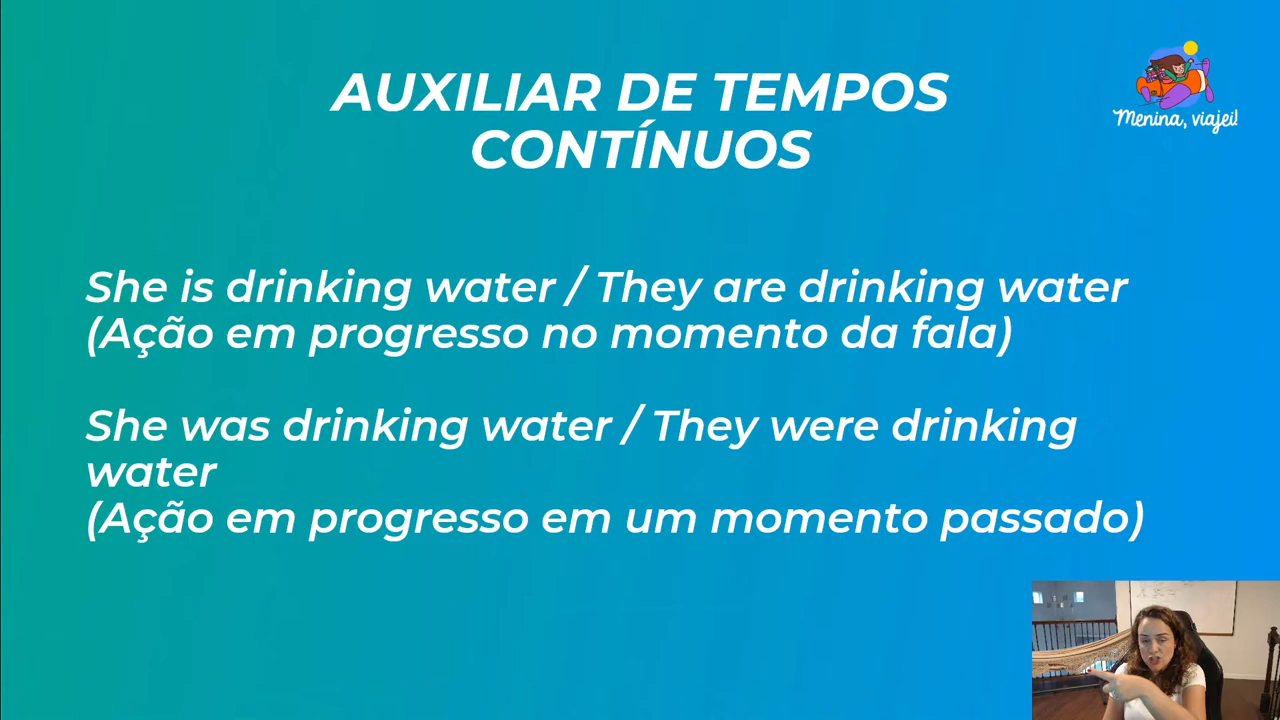 AUXILIAR DE TEMPOS
CONTÍNUOS
Menina, viajei!
She is drinking water / They are drinking water
(Ação em progresso no momento da fala)
She was drinking water / They were drinking
water
(Ação em progresso em um momento passado)